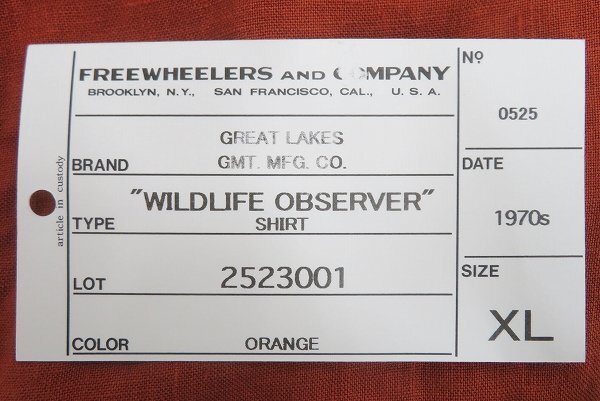 FREEWHEELERS AND COMPANY
BROOKLYN, N.Y., SAN FRANCISCO, CAL., U. S. A.
BRAND
GREAT LAKES
GMT. MFG. CO.
TYPE
"WILDLIFE OBSERVER"
SHIRT
LOT
2523001
COLOR
ORANGE
Nº
0525
DATE
1970s
SIZE
XL
article in custody